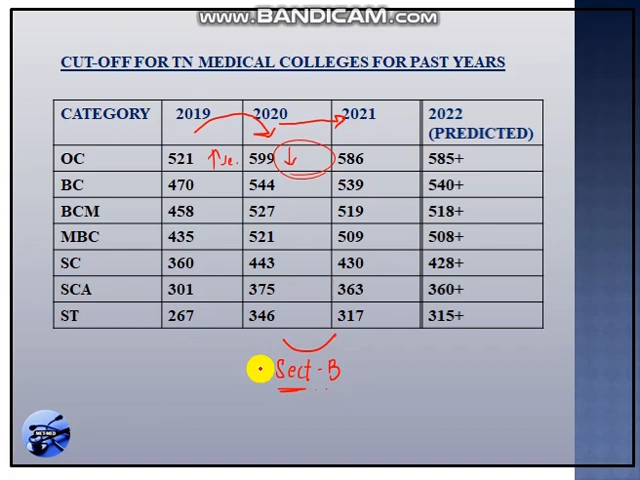 WWW.BANDICAM.COM
CUT-OFF FOR TN MEDICAL COLLEGES FOR PAST YEARS
CATEGORY 2019 2020 2021 2022 (PREDICTED)
OC 521 599 586 585+
BC 470 544 539 540+
BCM 458 527 519 518+
MBC 435 521 509 508+
SC 360 443 430 428+
SCA 301 375 363 360+
ST 267 346 317 315+
Sect - B
MET-MED